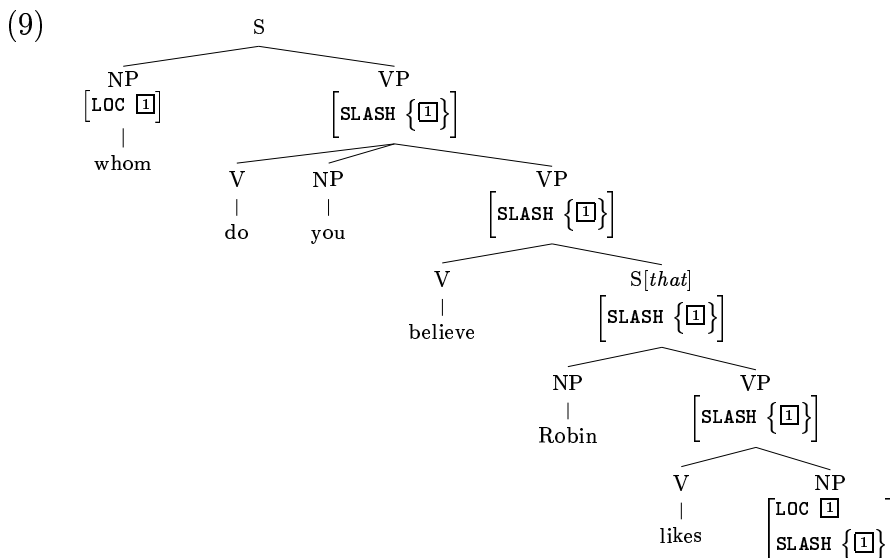 (9)
S
NP VP
[LOC 1] [SLASH {1}]
whom
V NP VP
do you [SLASH {1}]
V S[that]
believe [SLASH {1}]
NP VP
Robin [SLASH {1}]
V NP
likes [LOC 1
SLASH {1}]